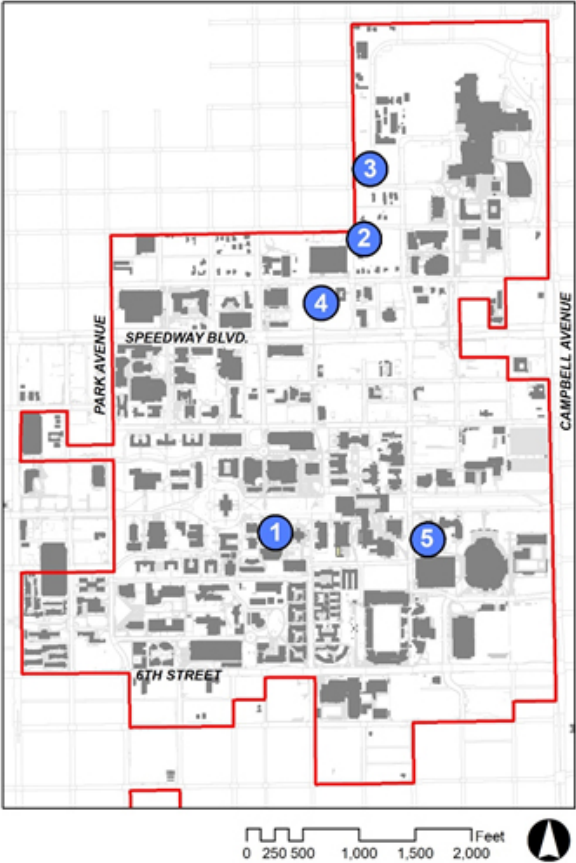 3
2
4
SPEEDWAY BLVD.
PARK AVENUE
CAMPBELL AVENUE
1
5
6TH STREET
Feet
0 250 500 1,000 1,500 2,000